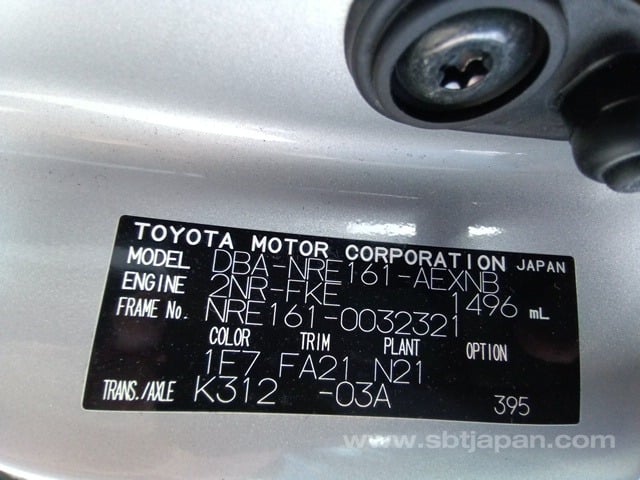 TOYOTA MOTOR CORPORATION JAPAN
MODEL DBA-NRE161-AEXNB
ENGINE 2NR-FKE 1496 mL
FRAME No. NRE161-0032321
COLOR TRIM PLANT OPTION
1F7 FA21 N21
TRANS./AXLE K312 -03A 395
www.sbtjapan.com